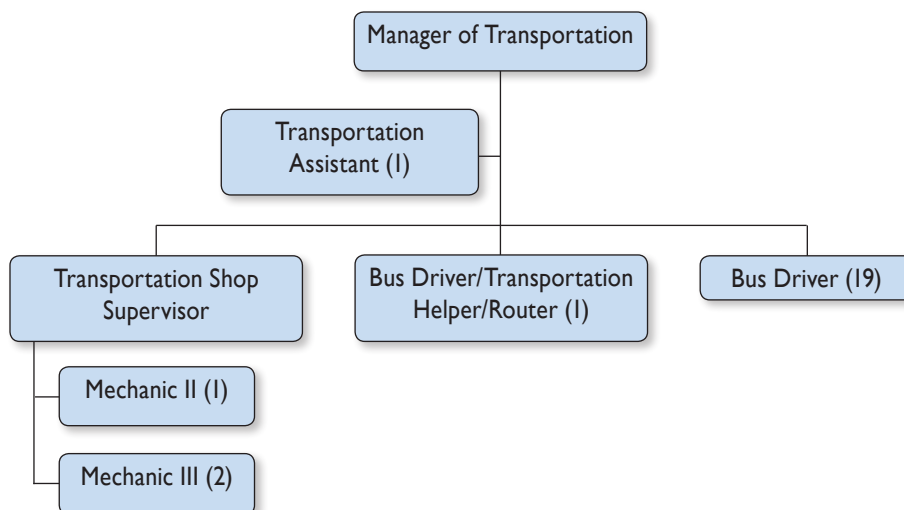 Manager of Transportation
Transportation
Assistant (1)
Transportation Shop
Supervisor
Bus Driver/Transportation
Helper/Router (1)
Bus Driver (19)
Mechanic II (1)
Mechanic III (2)